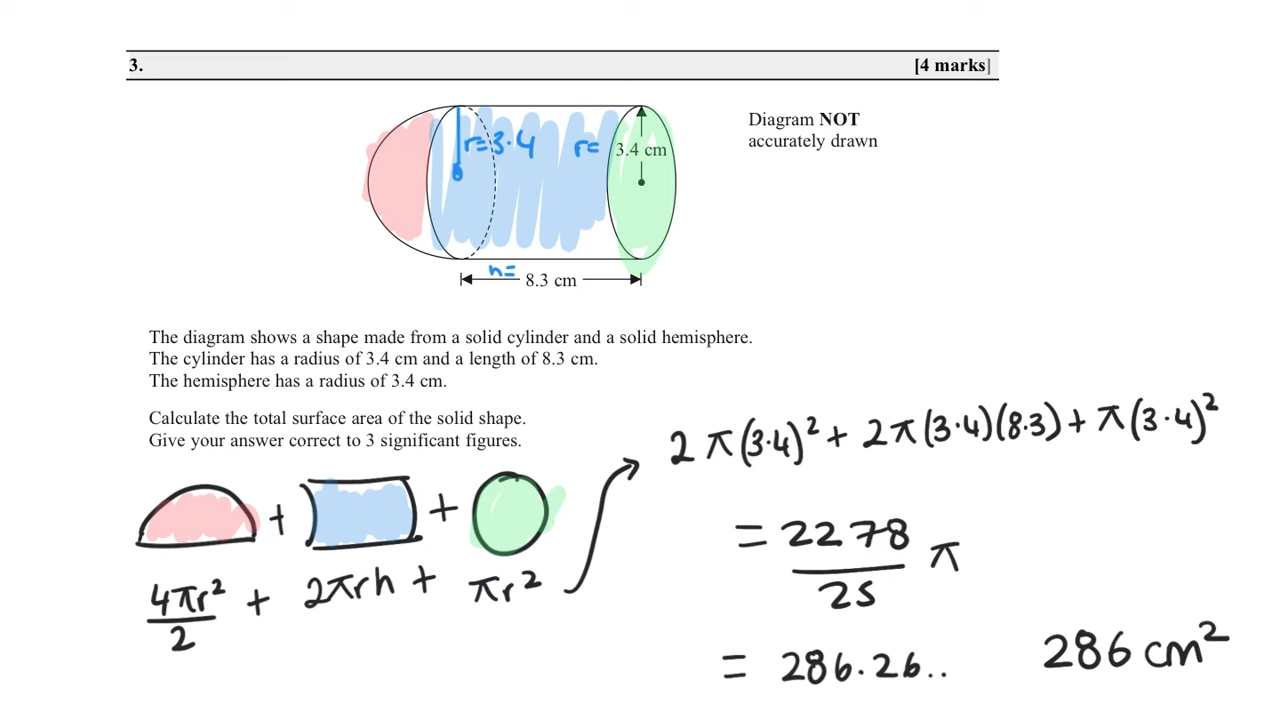 3. [4 marks]
Diagram NOT
accurately drawn
r=3.4 r= 3.4 cm
h= 8.3 cm
The diagram shows a shape made from a solid cylinder and a solid hemisphere.
The cylinder has a radius of 3.4 cm and a length of 8.3 cm.
The hemisphere has a radius of 3.4 cm.
Calculate the total surface area of the solid shape.
Give your answer correct to 3 significant figures.
+ +
4πr²/2 + 2πrh + πr²
2π(3·4)² + 2π(3·4)(8·3) + π(3·4)²
= 2278/25 π
= 286.26.. 286 cm²